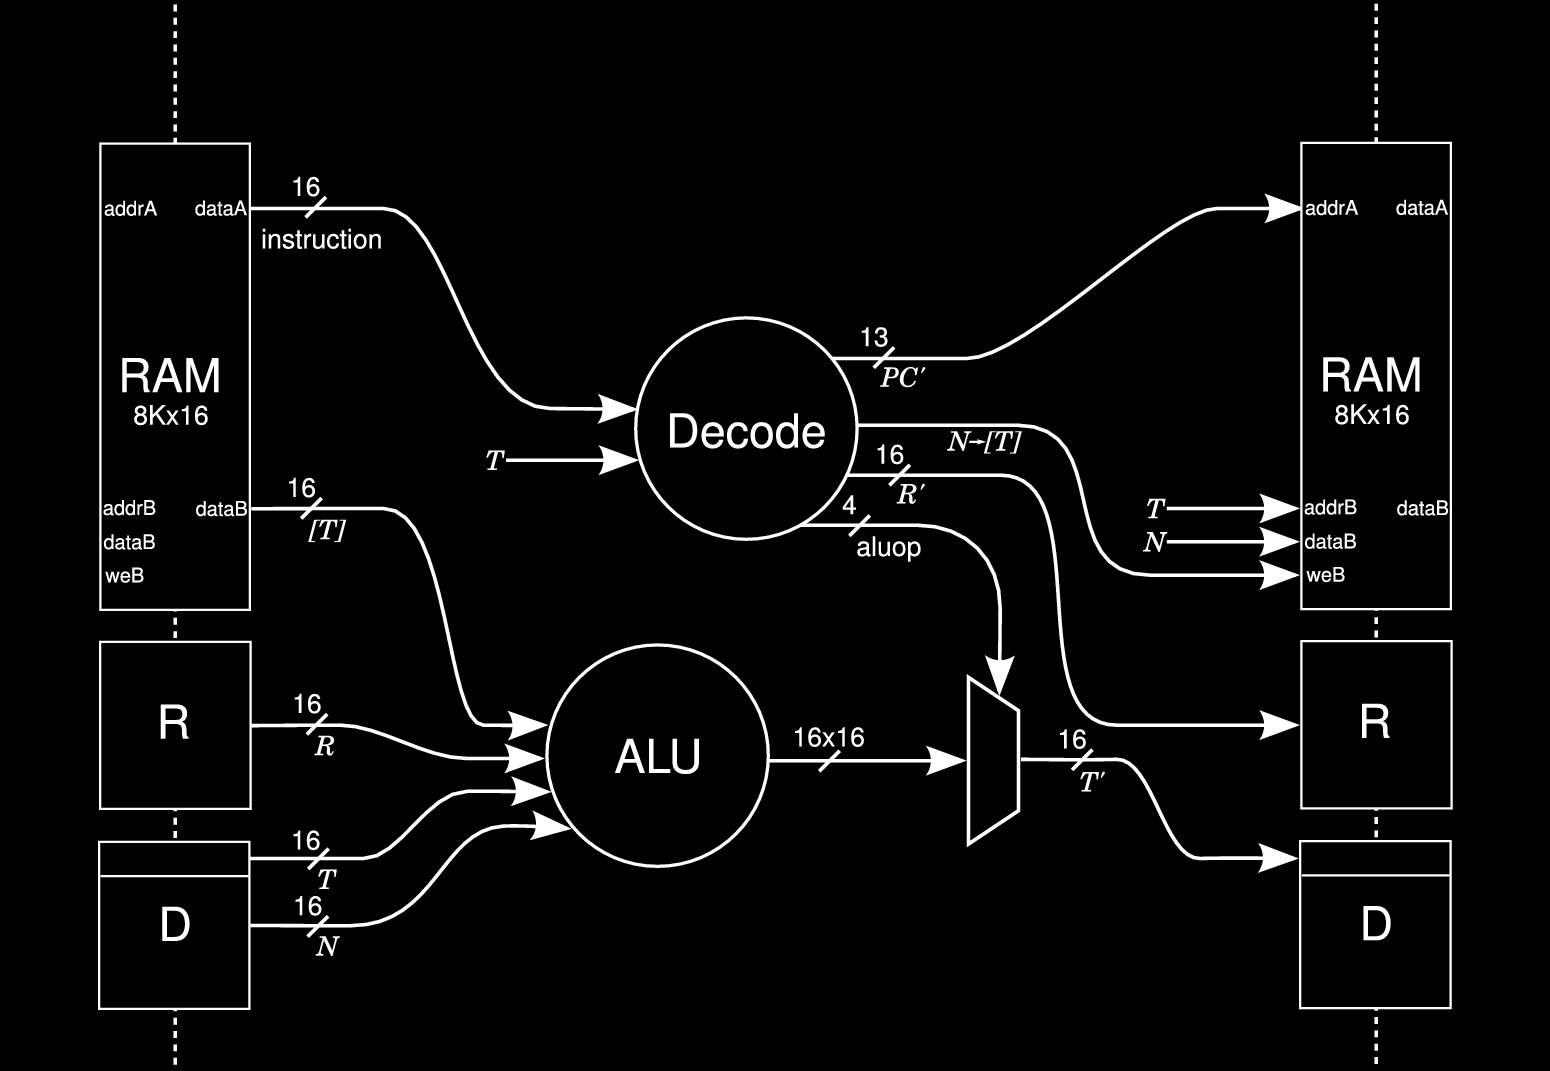 16
addrA dataA
instruction
RAM
8Kx16
16
addrB dataB
[T]
dataB
weB
T
Decode
13
PC′
N→[T]
16
R′
4
aluop
addrA dataA
RAM
8Kx16
T
addrB dataB
N
dataB
weB
R
16
R
ALU
16x16
16
T′
R
16
T
D
16
N
D